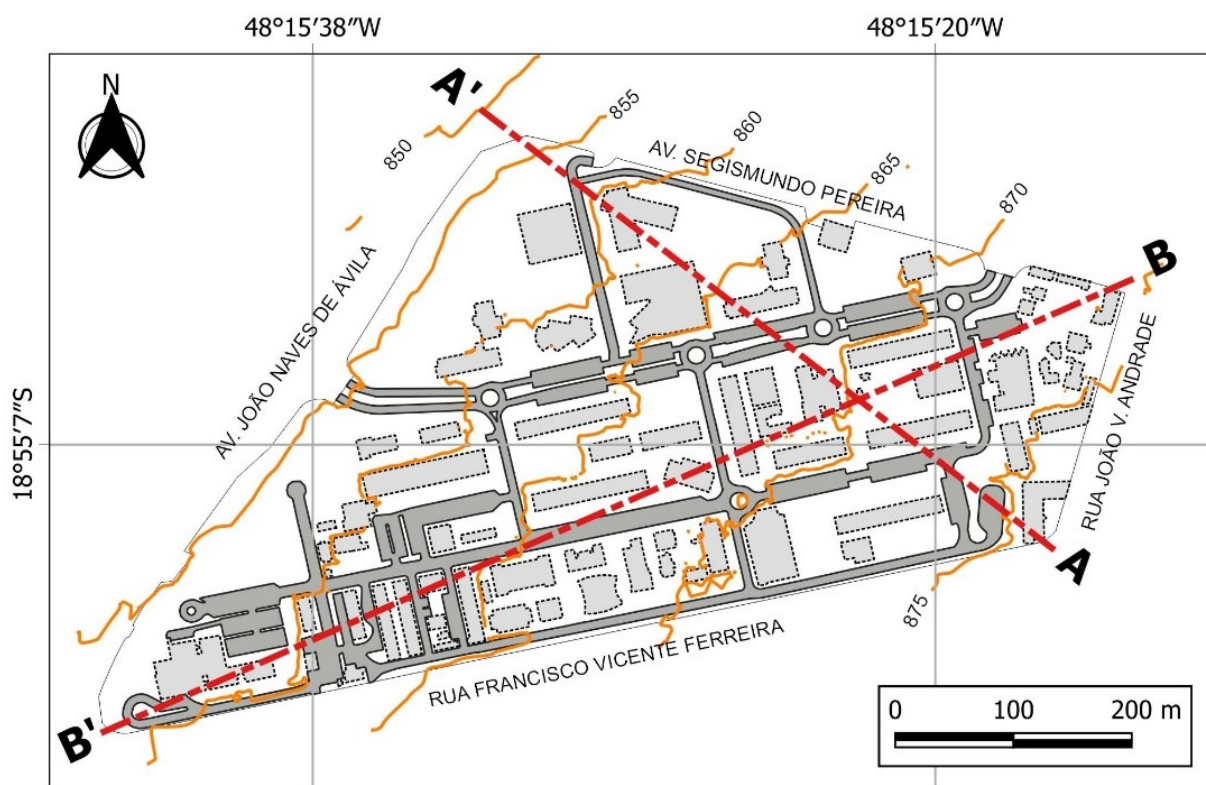 48°15'38"W
48°15'20"W
N
A'
855
850
860
AV. SEGISMUNDO PEREIRA
865
870
B
AV. JOÃO NAVES DE ÁVILA
RUA JOÃO V. ANDRADE
18°55'7"S
A
875
RUA FRANCISCO VICENTE FERREIRA
B'
0 100 200 m